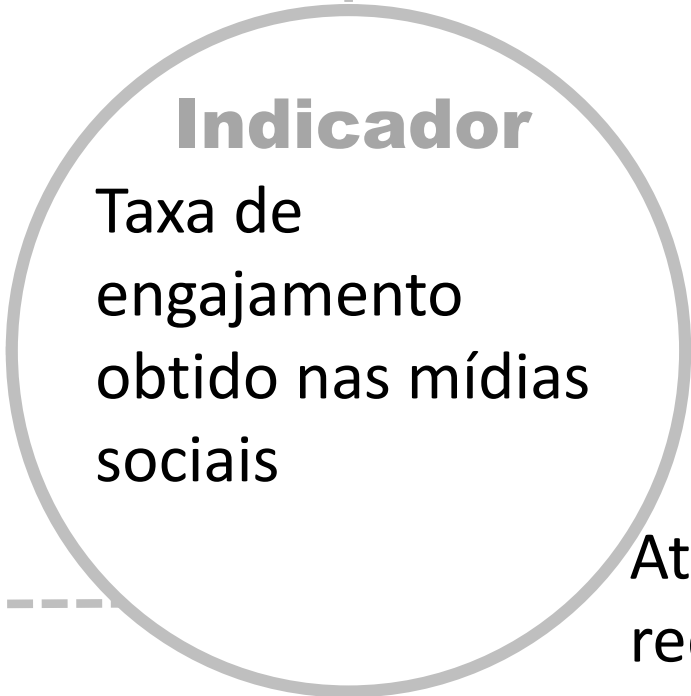 Indicador
Taxa de
engajamento
obtido nas mídias
sociais